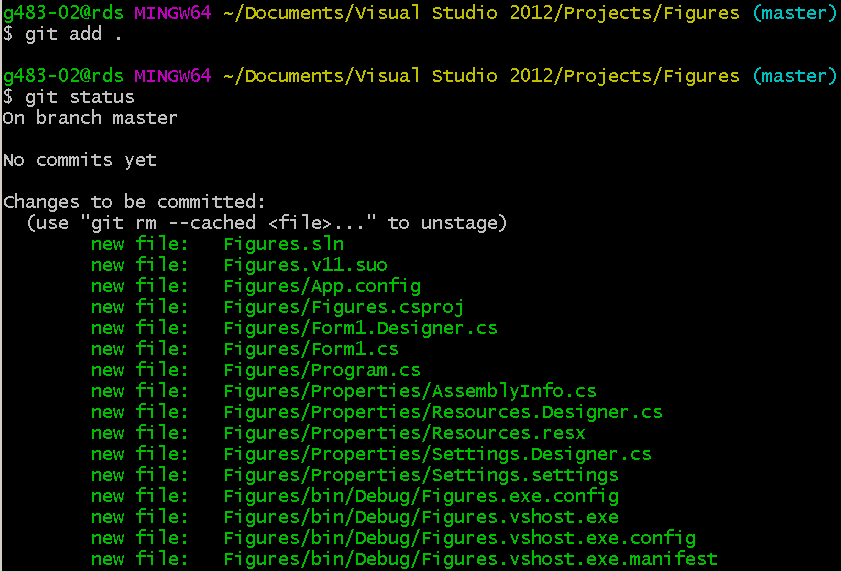 g483-02@rds MINGW64 ~/Documents/Visual Studio 2012/Projects/Figures (master)
$ git add .
g483-02@rds MINGW64 ~/Documents/Visual Studio 2012/Projects/Figures (master)
$ git status
On branch master
No commits yet
Changes to be committed:
  (use "git rm --cached <file>..." to unstage)
        new file:   Figures.sln
        new file:   Figures.v11.suo
        new file:   Figures/App.config
        new file:   Figures/Figures.csproj
        new file:   Figures/Form1.Designer.cs
        new file:   Figures/Form1.cs
        new file:   Figures/Program.cs
        new file:   Figures/Properties/AssemblyInfo.cs
        new file:   Figures/Properties/Resources.Designer.cs
        new file:   Figures/Properties/Resources.resx
        new file:   Figures/Properties/Settings.Designer.cs
        new file:   Figures/Properties/Settings.settings
        new file:   Figures/bin/Debug/Figures.exe.config
        new file:   Figures/bin/Debug/Figures.vshost.exe
        new file:   Figures/bin/Debug/Figures.vshost.exe.config
        new file:   Figures/bin/Debug/Figures.vshost.exe.manifest